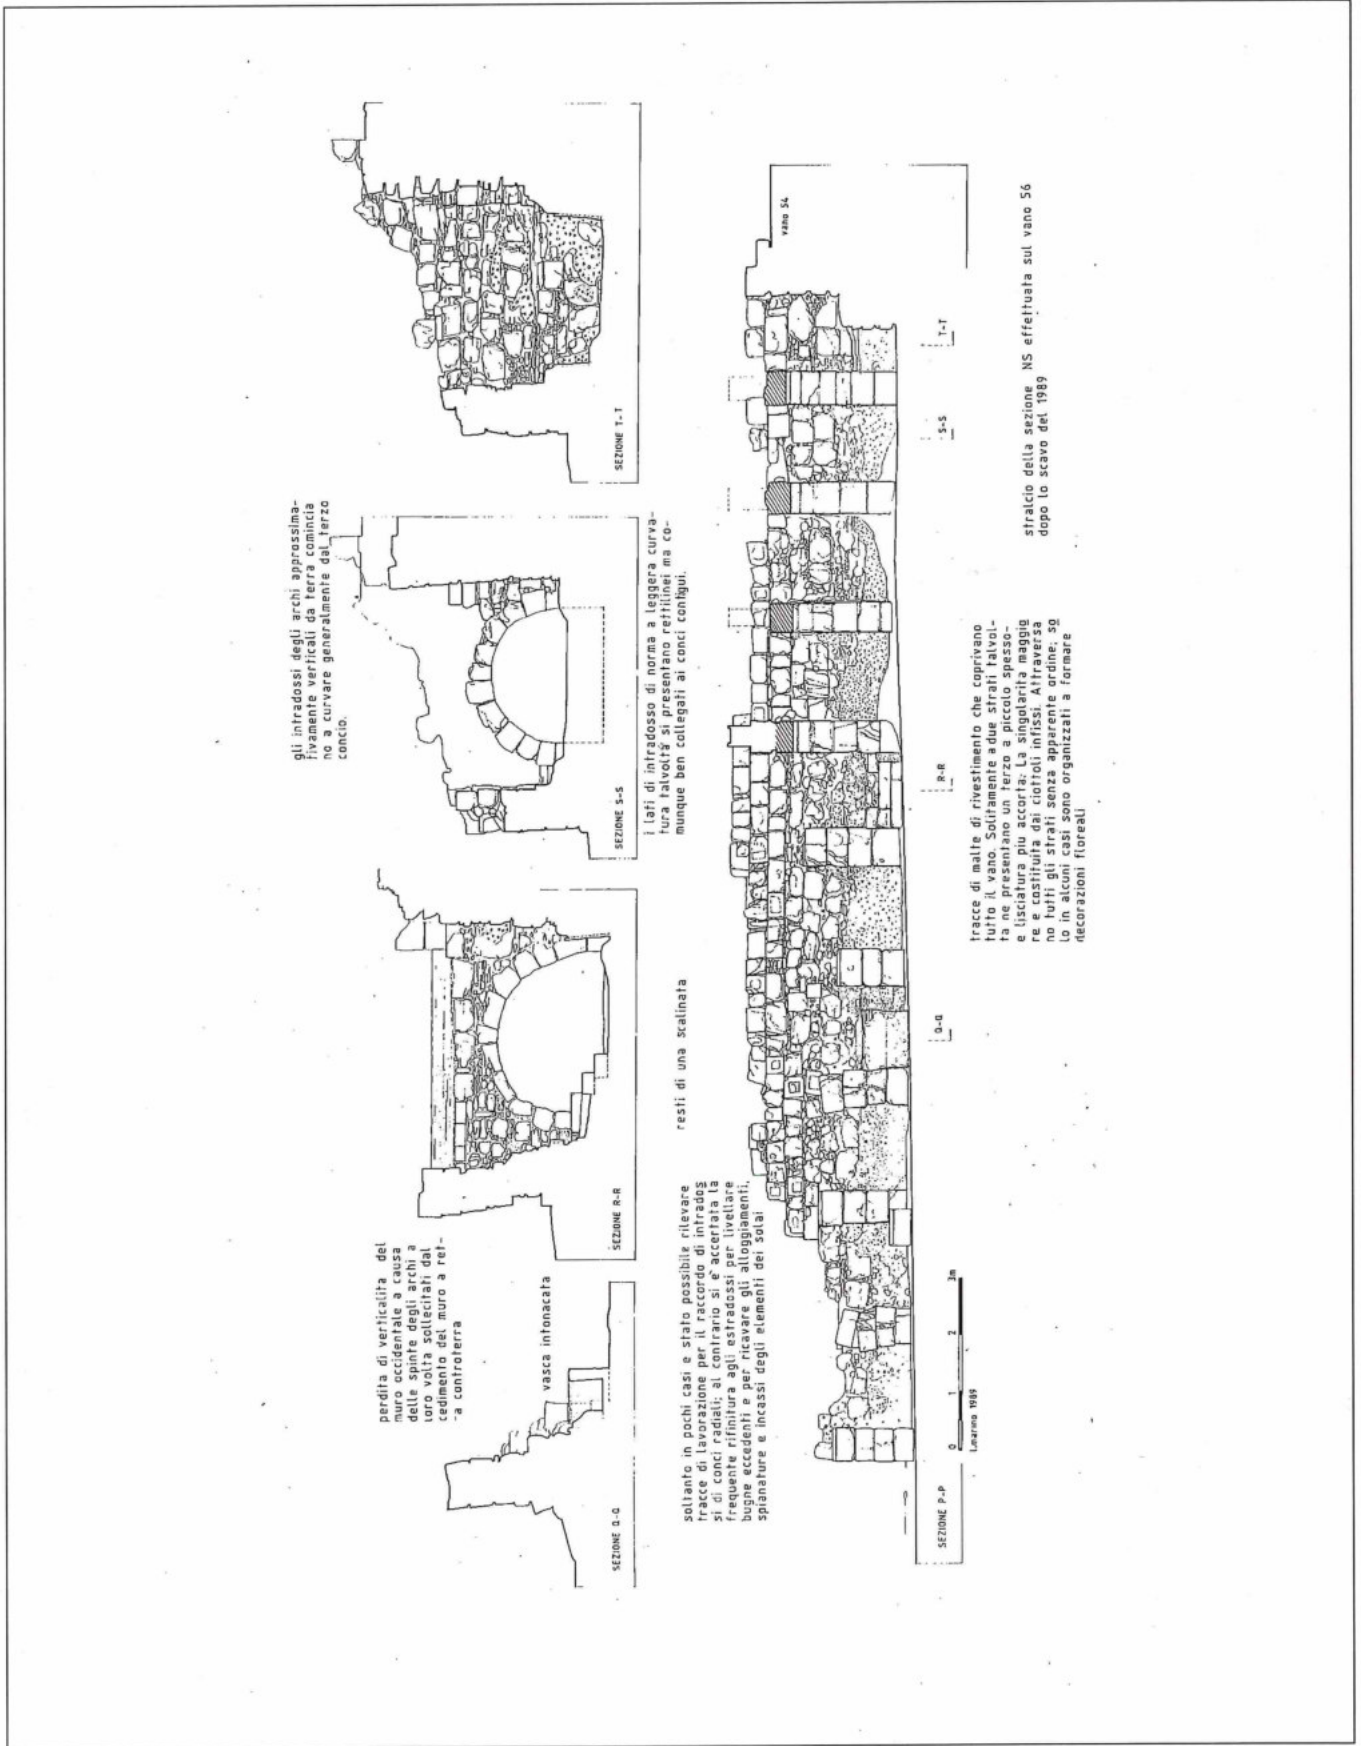 perdita di verticalita del
muro occidentale a causa
delle spinte degli archi a
loro volta sollecitati dal
cedimento del muro a ret-
-a controterra
vasca intonacata
SEZIONE Q-Q
SEZIONE R-R
gli intradossi degli archi approssima-
tivamente verticali da terra comincia
no a curvare generalmente dal terzo
concio.
SEZIONE S-S
SEZIONE T-T
i lati di intradosso di norma a leggera curva-
tura talvolta si presentano rettilinei ma co-
munque ben collegati ai conci contigui.
resti di una scalinata
soltanto in pochi casi e stato possibile rilevare
tracce di lavorazione per il raccordo di intrados
si di conci radiali; al contrario si e' accertata la
frequente rifinitura agli estradossi per livellare
bugne eccedenti e per ricavare gli alloggiamenti,
spianature e incassi degli elementi dei solai
vano 54
SEZIONE P-P
Q-Q
R-R
S-S
T-T
0 1 2 3m
l.marino 1989
tracce di malte di rivestimento che coprivano
tutto il vano. Solitamente a due strati talvol-
ta ne presentano un terzo a piccolo spesso-
e lisciatura piu accorta. La singolarita maggio
re e costituita dai ciottoli infissi. Attraversa
no tutti gli strati senza apparente ordine; so
lo in alcuni casi sono organizzati a formare
decorazioni floreali
stralcio della sezione NS effettuata sul vano 56
dopo lo scavo del 1989